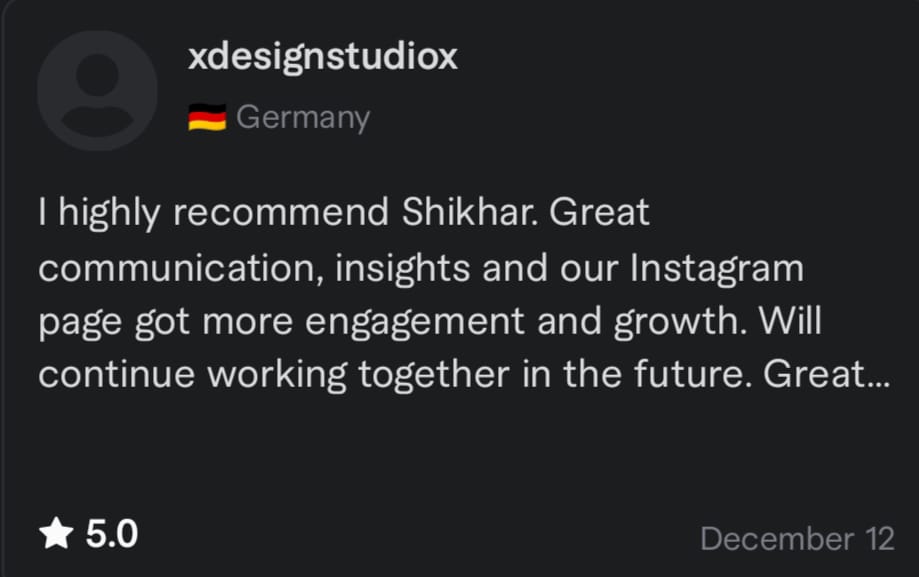 xdesignstudiox
Germany
I highly recommend Shikhar. Great
communication, insights and our Instagram
page got more engagement and growth. Will
continue working together in the future. Great...
5.0
December 12